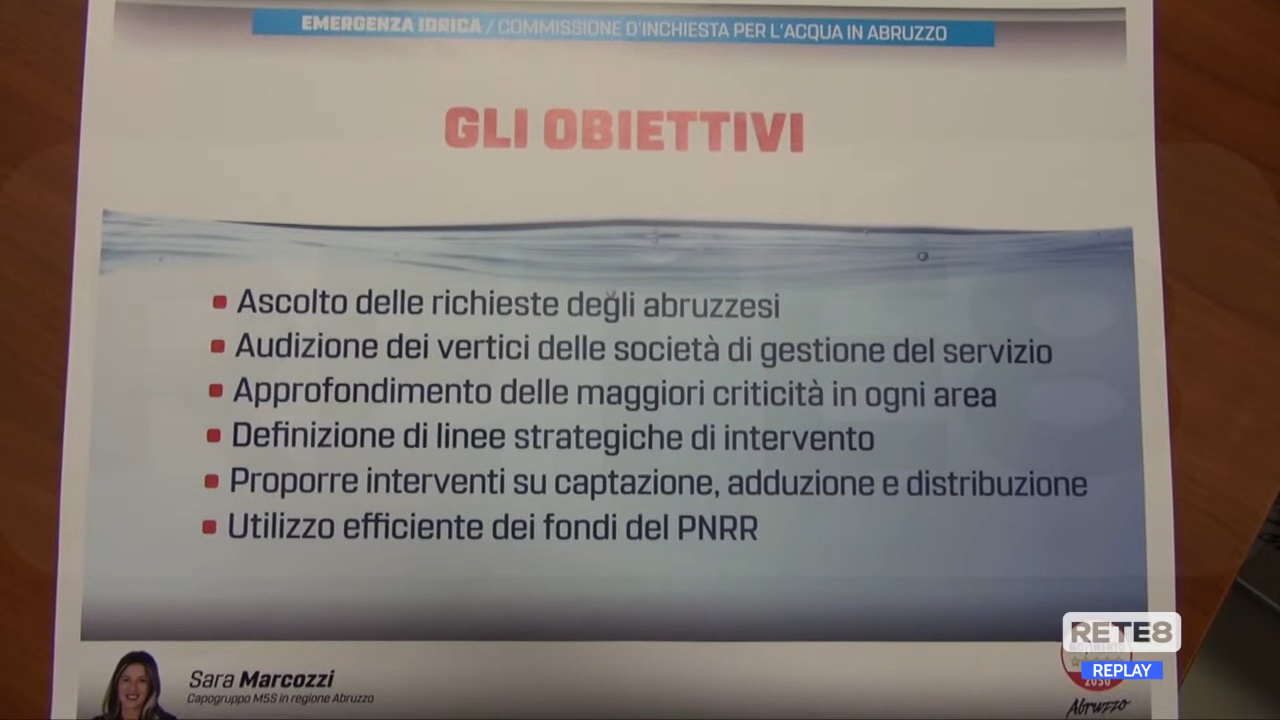 EMERGENZA IDRICA / COMMISSIONE D'INCHIESTA PER L'ACQUA IN ABRUZZO
GLI OBIETTIVI
Ascolto delle richieste degli abruzzesi
Audizione dei vertici delle società di gestione del servizio
Approfondimento delle maggiori criticità in ogni area
Definizione di linee strategiche di intervento
Proporre interventi su captazione, adduzione e distribuzione
Utilizzo efficiente dei fondi del PNRR
Sara Marcozzi
Capogruppo M5S in regione Abruzzo
RETE8
REPLAY
2050
Abruzzo